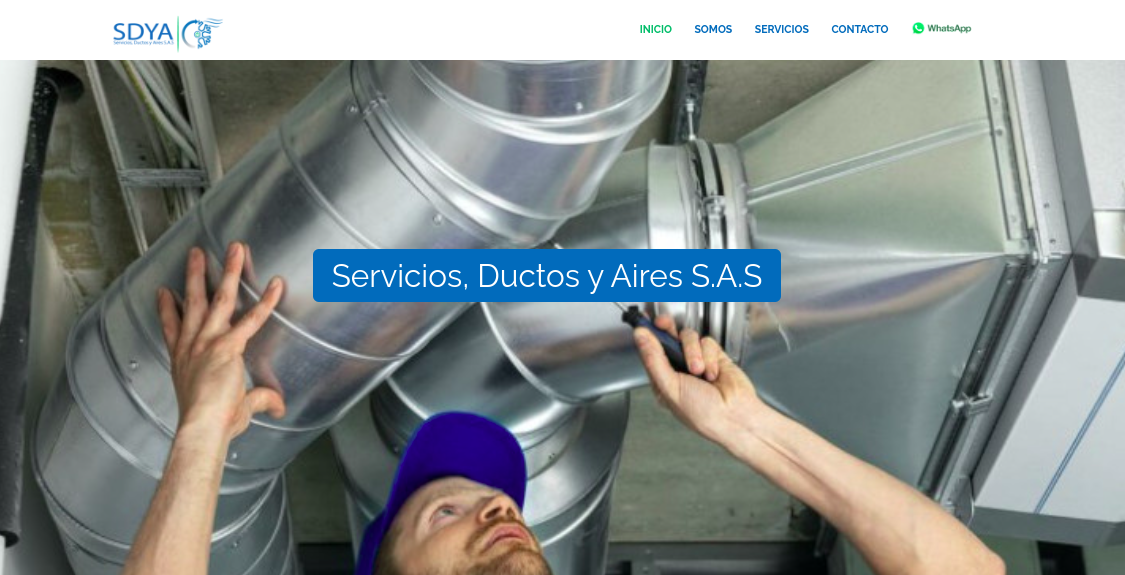 SDYA
Servicios, Ductos y Aires S.A.S
INICIO SOMOS SERVICIOS CONTACTO WhatsApp
Servicios, Ductos y Aires S.A.S